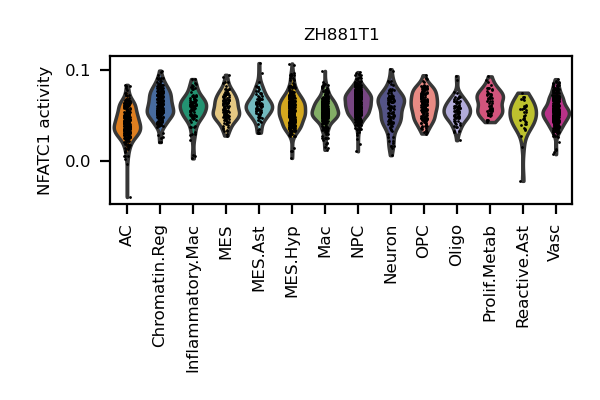 ZH881T1
NFATC1 activity
0.1
0.0
AC
Chromatin.Reg
Inflammatory.Mac
MES
MES.Ast
MES.Hyp
Mac
NPC
Neuron
OPC
Oligo
Prolif.Metab
Reactive.Ast
Vasc